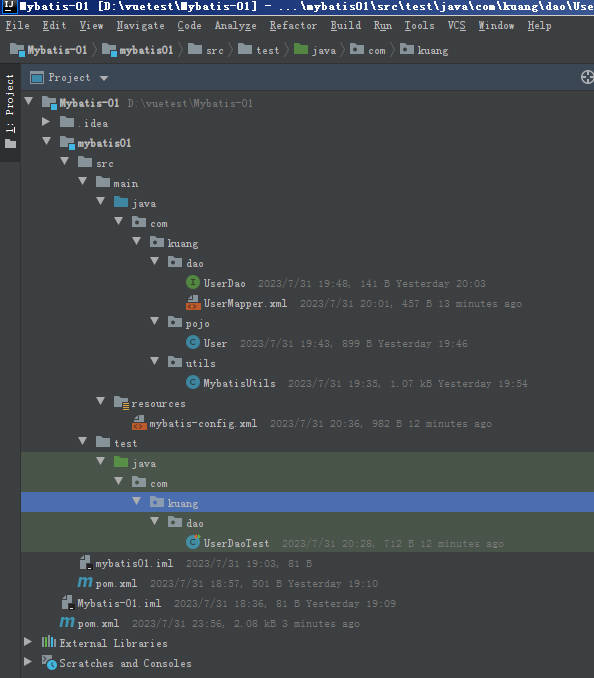 Mybatis-01 [D:\vuetest\Mybatis-01] - ...\mybatis01\src\test\java\com\kuang\dao\Use
File Edit View Navigate Code Analyze Refactor Build Run Tools VCS Window Help
Mybatis-01 mybatis01 src test java com kuang
1: Project
Project
Mybatis-01 D:\vuetest\Mybatis-01
.idea
mybatis01
src
main
java
com
kuang
dao
UserDao 2023/7/31 19:48, 141 B Yesterday 20:03
UserMapper.xml 2023/7/31 20:01, 457 B 13 minutes ago
pojo
User 2023/7/31 19:43, 899 B Yesterday 19:46
utils
MybatisUtils 2023/7/31 19:35, 1.07 kB Yesterday 19:54
resources
mybatis-config.xml 2023/7/31 20:36, 982 B 12 minutes ago
test
java
com
kuang
dao
UserDaoTest 2023/7/31 20:28, 712 B 12 minutes ago
mybatis01.iml 2023/7/31 19:03, 81 B
pom.xml 2023/7/31 18:57, 501 B Yesterday 19:10
Mybatis-01.iml 2023/7/31 18:36, 81 B Yesterday 19:09
pom.xml 2023/7/31 23:56, 2.08 kB 3 minutes ago
External Libraries
Scratches and Consoles